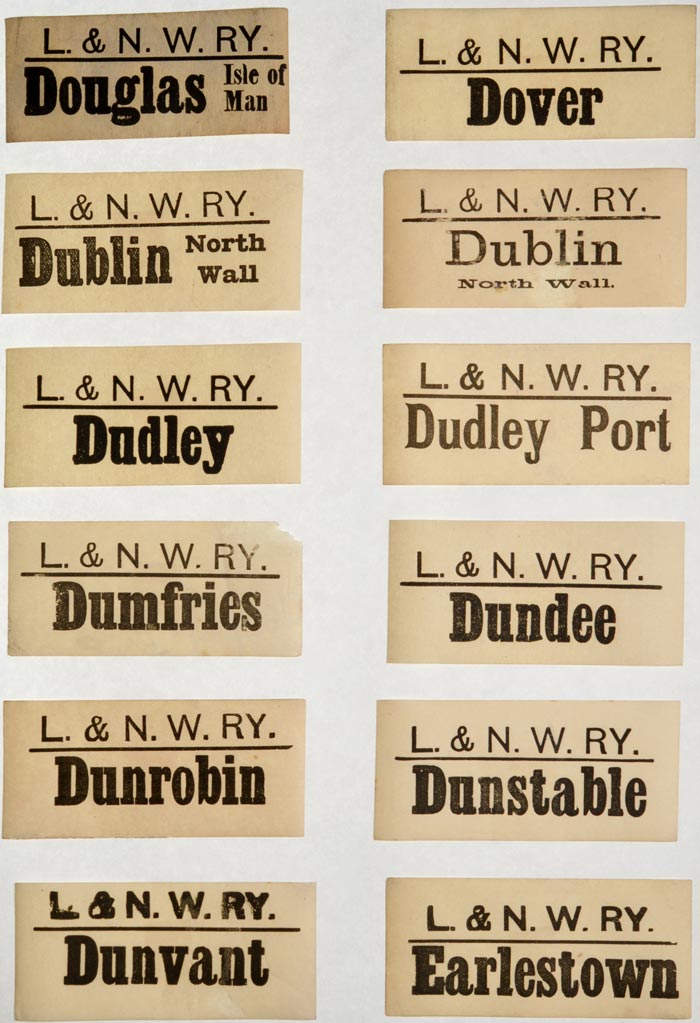 L. & N. W. RY.
Douglas Isle of Man
L. & N. W. RY.
Dover
L. & N. W. RY.
Dublin North Wall
L. & N. W. RY.
Dublin
North Wall.
L. & N. W. RY.
Dudley
L. & N. W. RY.
Dudley Port
L. & N. W. RY.
Dumfries
L. & N. W. RY.
Dundee
L. & N. W. RY.
Dunrobin
L. & N. W. RY.
Dunstable
L. & N. W. RY.
Dunvant
L. & N. W. RY.
Earlestown